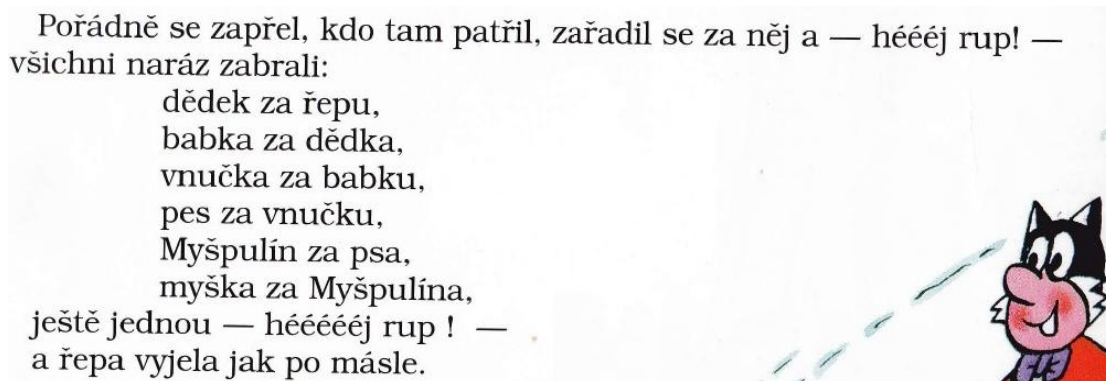 Pořádně se zapřel, kdo tam patřil, zařadil se za něj a — héééj rup! —
všichni naráz zabrali:
dědek za řepu,
babka za dědka,
vnučka za babku,
pes za vnučku,
Myšpulín za psa,
myška za Myšpulína,
ještě jednou — héééééj rup ! —
a řepa vyjela jak po másle.